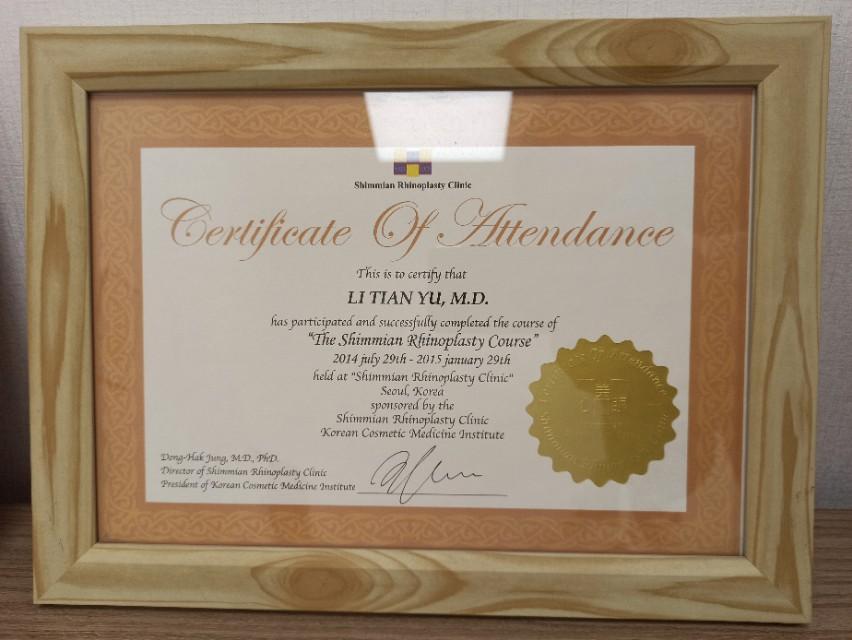 Shimmian Rhinoplasty Clinic
Certificate Of Attendance
This is to certify that
LI TIAN YU, M.D.
has participated and successfully completed the course of
"The Shimmian Rhinoplasty Course"
2014 july 29th - 2015 january 29th
held at "Shimmian Rhinoplasty Clinic"
Seoul, Korea
sponsored by the
Shimmian Rhinoplasty Clinic
Korean Cosmetic Medicine Institute
Dong-Hak Jung, M.D., PhD.
Director of Shimmian Rhinoplasty Clinic
President of Korean Cosmetic Medicine Institute
Certificate Of Attendance